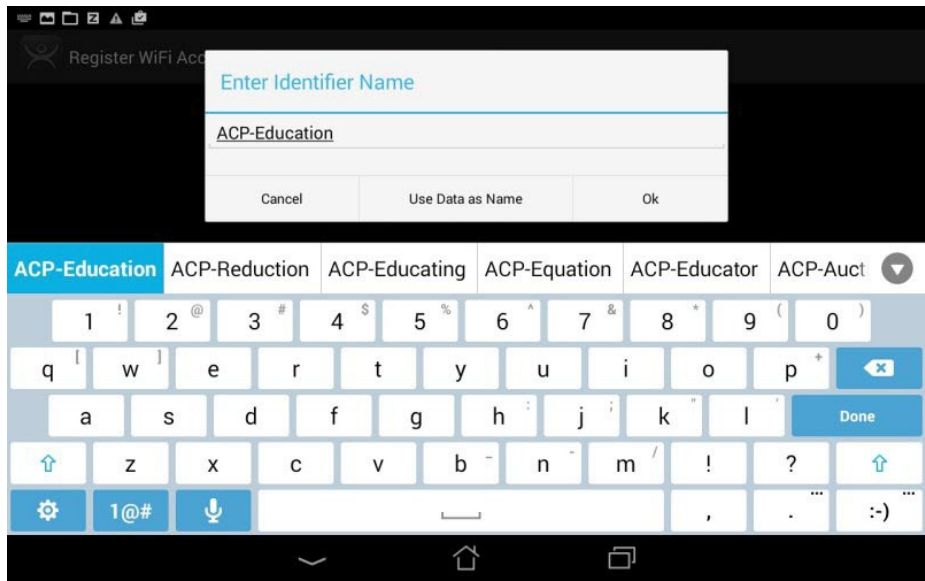 Register WiFi Acc
Enter Identifier Name
ACP-Education
Cancel Use Data as Name Ok
ACP-Education ACP-Reduction ACP-Educating ACP-Equation ACP-Educator ACP-Auct
1 ! 2 @ 3 # 4 $ 5 % 6 ^ 7 & 8 * 9 ( 0 )
q [ w ] e r t y u i o p +
a s d f g h : j ; k " l ' Done
z x c v b _ n - m / ! ?
1@# , . ... :-) ...